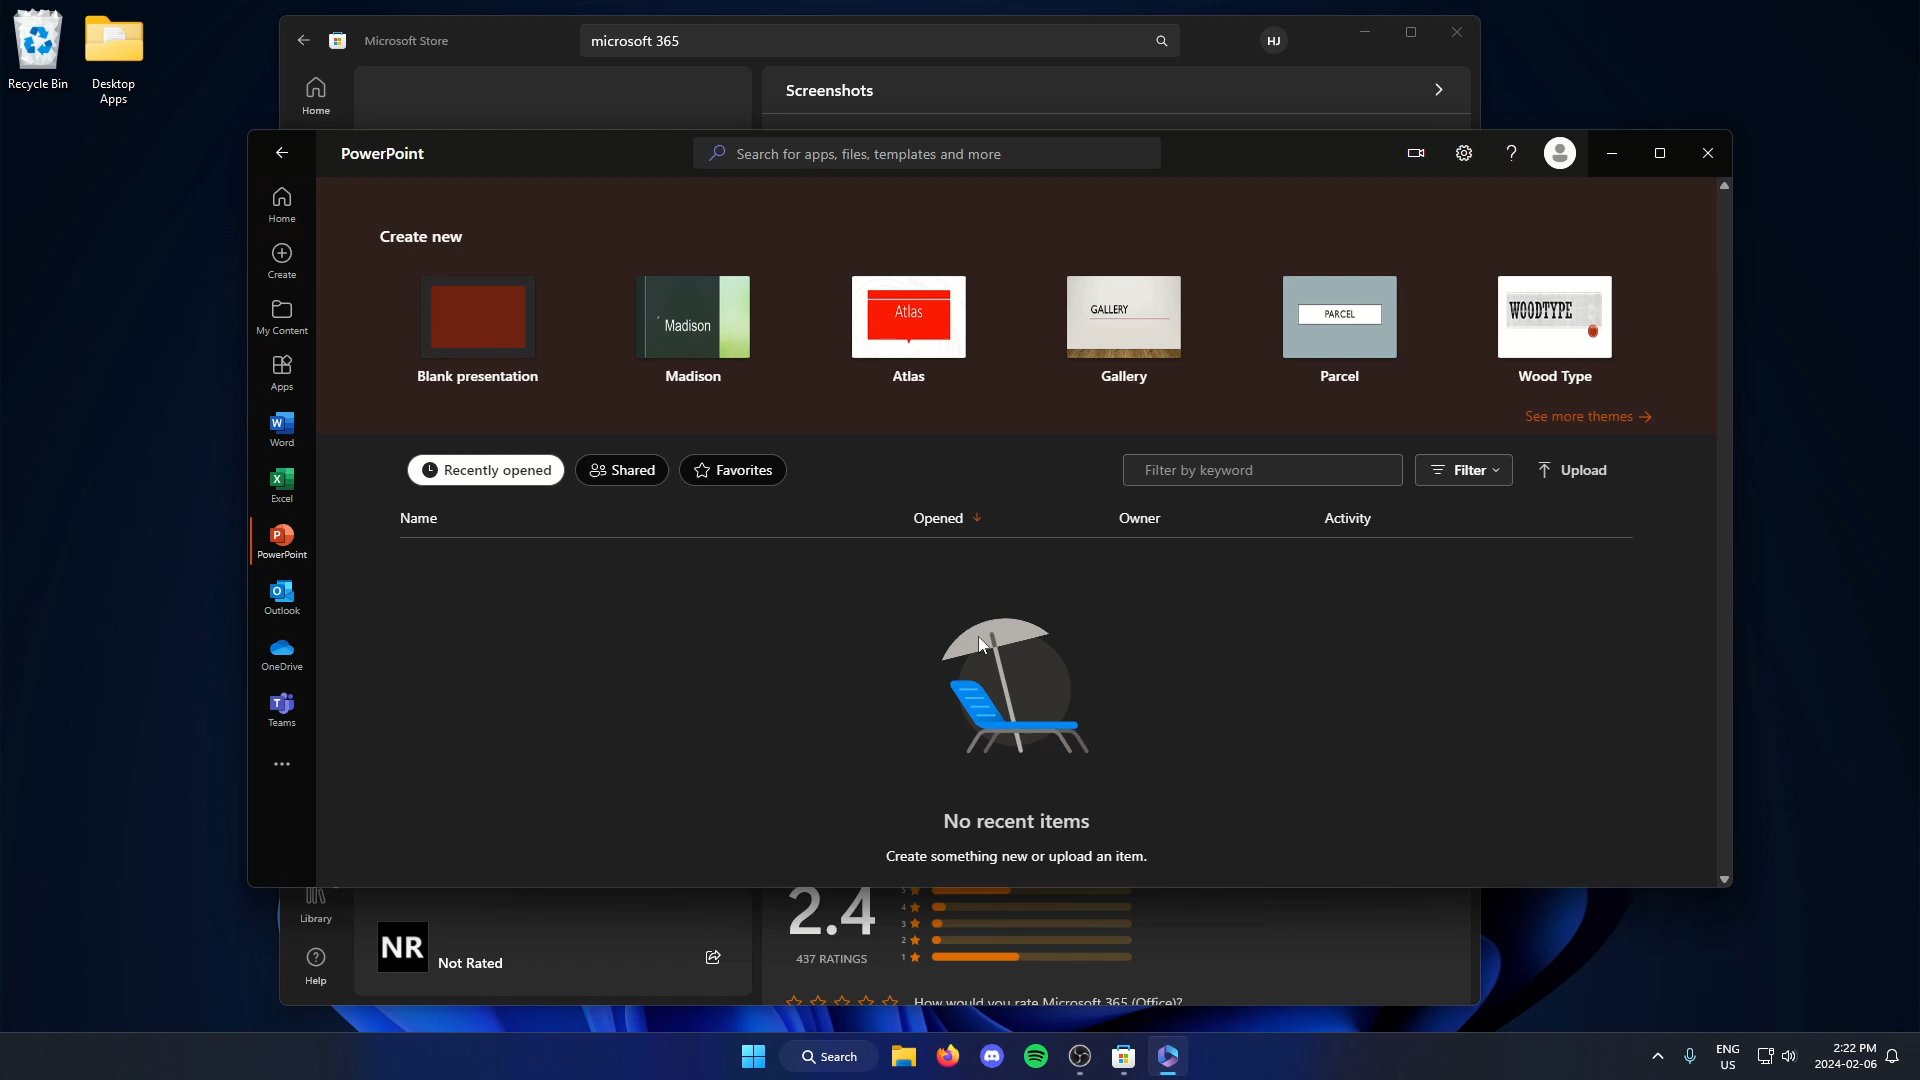 Recycle Bin
Desktop
Apps
Microsoft Store
microsoft 365
HJ
Home
Screenshots
PowerPoint
Search for apps, files, templates and more
Home
Create
My Content
Apps
Word
Excel
PowerPoint
Outlook
OneDrive
Teams
Create new
Madison
Atlas
GALLERY
PARCEL
WOODTYPE
Blank presentation
Madison
Atlas
Gallery
Parcel
Wood Type
See more themes
Recently opened
Shared
Favorites
Filter by keyword
Filter
Upload
Name
Opened
Owner
Activity
No recent items
Create something new or upload an item.
Library
Help
NR
Not Rated
2.4
437 RATINGS
5
4
3
2
1
How would you rate Microsoft 365 (Office)?
Search
ENG
US
2:22 PM
2024-02-06